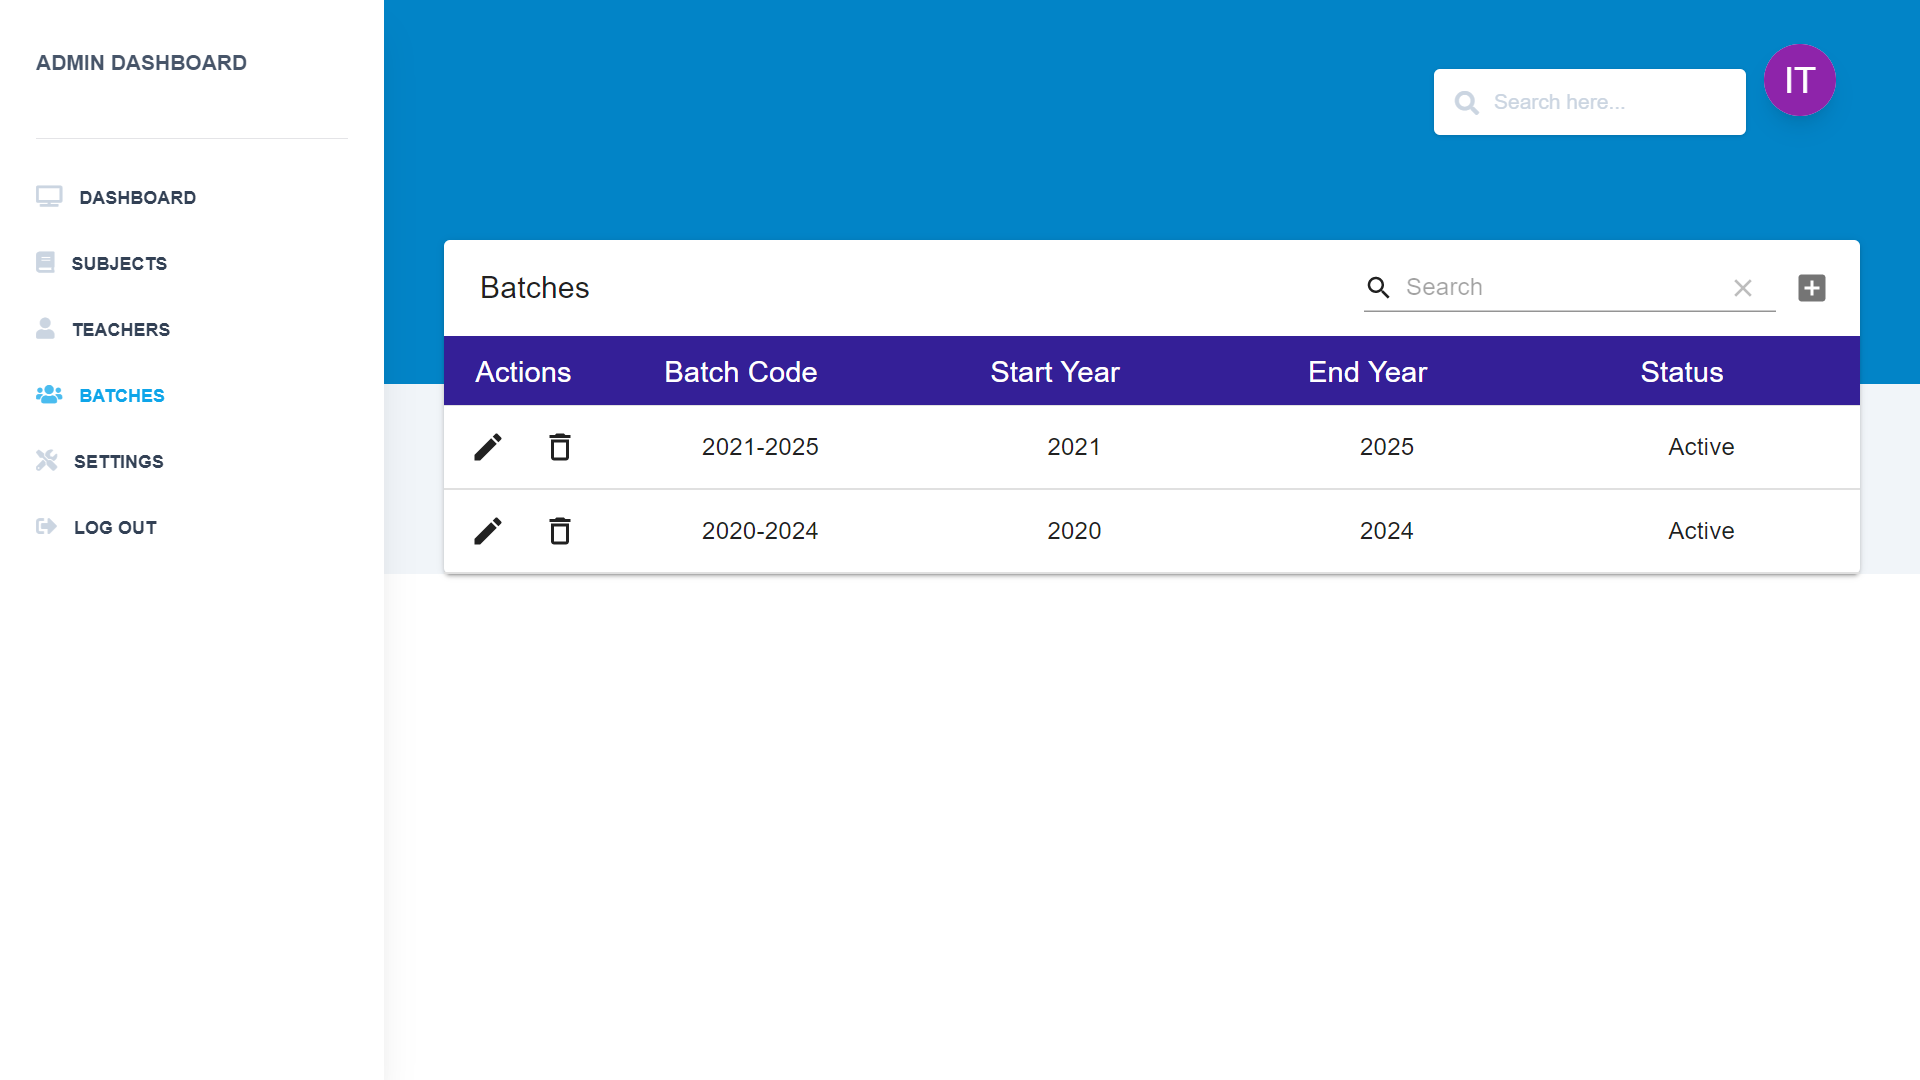 ADMIN DASHBOARD
DASHBOARD
SUBJECTS
TEACHERS
BATCHES
SETTINGS
LOG OUT
Search here...
IT
Batches
Search
Actions Batch Code Start Year End Year Status
2021-2025 2021 2025 Active
2020-2024 2020 2024 Active